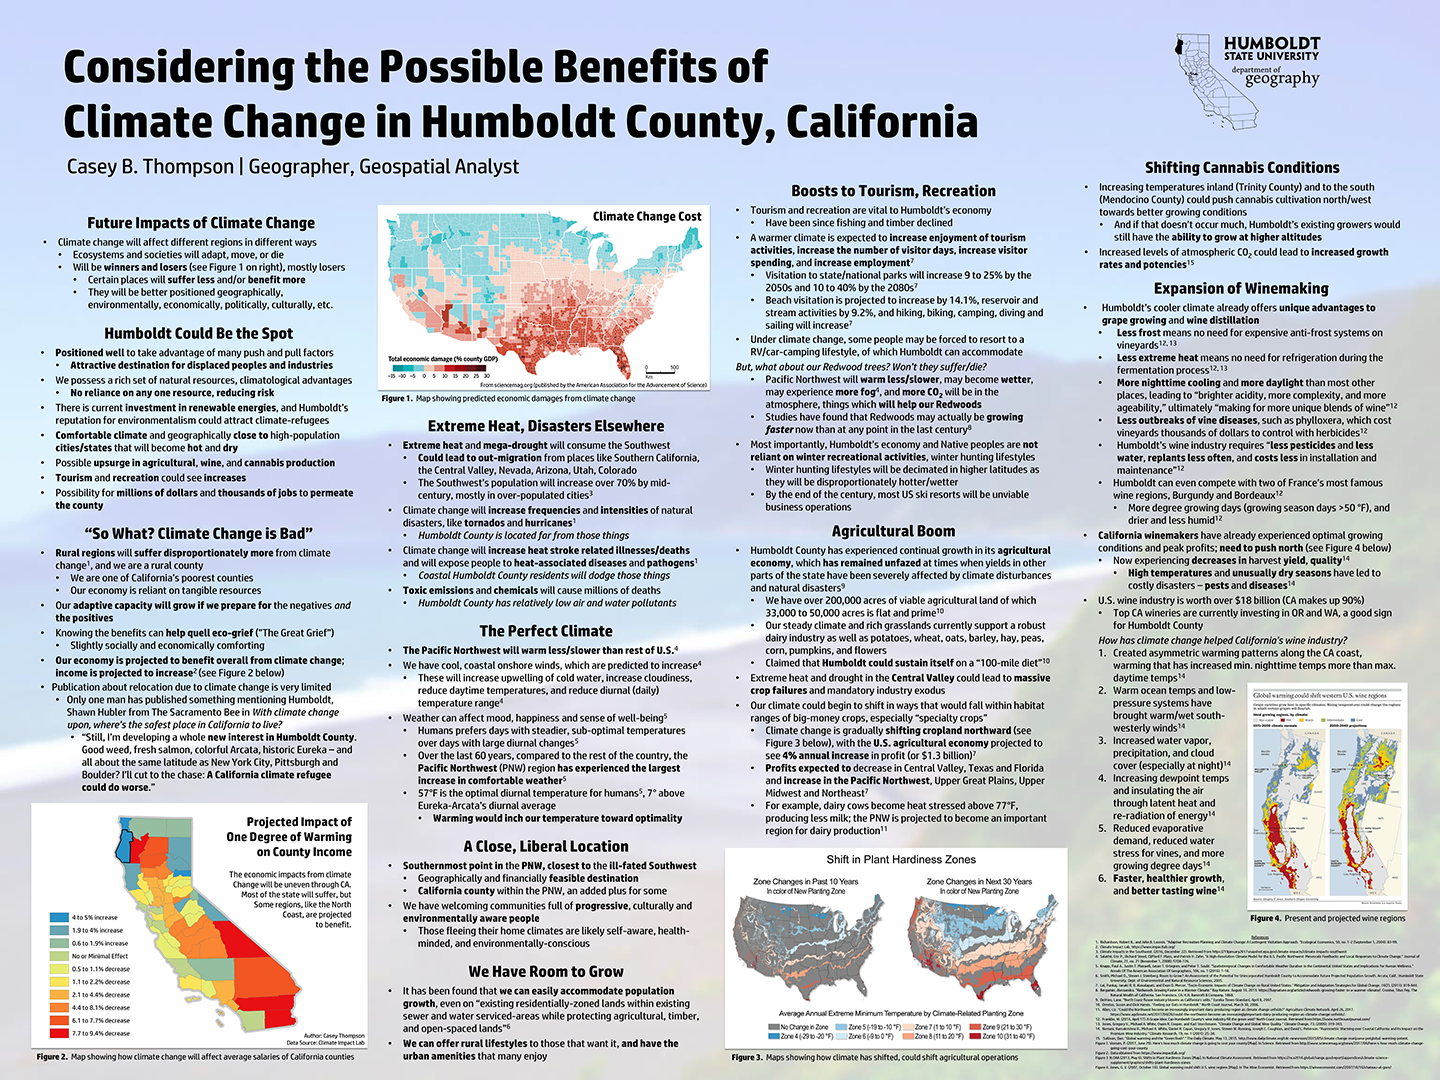 Considering the Possible Benefits of
Climate Change in Humboldt County, California
Casey B. Thompson | Geographer, Geospatial Analyst
HUMBOLDT
STATE UNIVERSITY
department of
geography
Future Impacts of Climate Change
• Climate change will affect different regions in different ways
• Ecosystems and societies will adapt, move, or die
• Will be winners and losers (see Figure 1 on right), mostly losers
• Certain places will suffer less and/or benefit more
• They will be better positioned geographically,
environmentally, economically, politically, culturally, etc.
Humboldt Could Be the Spot
• Positioned well to take advantage of many push and pull factors
• Attractive destination for displaced peoples and industries
• We possess a rich set of natural resources, climatological advantages
• No reliance on any one resource, reducing risk
• There is current investment in renewable energies, and Humboldt's
reputation for environmentalism could attract climate-refugees
• Comfortable climate and geographically close to high-population
cities/states that will become hot and dry
• Possible upsurge in agricultural, wine, and cannabis production
• Tourism and recreation could see increases
• Possibility for millions of dollars and thousands of jobs to permeate
the county
"So What? Climate Change is Bad"
• Rural regions will suffer disproportionately more from climate
change1, and we are a rural county
• We are one of California's poorest counties
• Our economy is reliant on tangible resources
• Our adaptive capacity will grow if we prepare for the negatives and
the positives
• Knowing the benefits can help quell eco-grief ("The Great Grief")
• Slightly socially and economically comforting
• Our economy is projected to benefit overall from climate change;
income is projected to increase2 (see Figure 2 below)
• Publication about relocation due to climate change is very limited
• Only one man has published something mentioning Humboldt,
Shawn Hubler from The Sacramento Bee in With climate change
upon, where's the safest place in California to live?
• "Still, I'm developing a whole new interest in Humboldt County.
Good weed, fresh salmon, colorful Arcata, historic Eureka – and
all about the same latitude as New York City, Pittsburgh and
Boulder? I'll cut to the chase: A California climate refugee
could do worse."
Projected Impact of
One Degree of Warming
on County Income
The economic impacts from climate
Change will be uneven through CA.
Most of the state will suffer, but
Some regions, like the North
Coast, are projected
to benefit.
4 to 5% increase
1.9 to 4% increase
0.6 to 1.9% increase
No or Minimal Effect
0.5 to 1.1% decrease
1.1 to 2.2% decrease
2.1 to 4.4% decrease
4.4 to 8.1% decrease
6.1 to 7.7% decrease
7.7 to 9.4% decrease
Author: Casey Thompson
Data Source: Climate Impact Lab
Figure 2. Maps showing how climate change will affect average salaries of California counties
Climate Change Cost
Total economic damage (% county GDP)
-15 -10 -5 0 5 10 15 20 25 30
0 500
Km
From sciencemag.org (published by the American Association for the Advancement of Science)
Figure 1. Map showing predicted economic damages from climate change
Extreme Heat, Disasters Elsewhere
• Extreme heat and mega-drought will consume the Southwest
• Could lead to out-migration from places like Southern California,
the Central Valley, Nevada, Arizona, Utah, Colorado
• The Southwest's population will increase over 70% by mid-
century, mostly in over-populated cities3
• Climate change will increase frequencies and intensities of natural
disasters, like tornados and hurricanes1
• Humboldt County is located far from those things
• Climate change will increase heat stroke related illnesses/deaths
and will expose people to heat-associated diseases and pathogens1
• Coastal Humboldt County residents will dodge those things
• Toxic emissions and chemicals will cause millions of deaths
• Humboldt County has relatively low air and water pollutants
The Perfect Climate
• The Pacific Northwest will warm less/slower than rest of U.S.4
• We have cool, coastal onshore winds, which are predicted to increase4
• These will increase upwelling of cold water, increase cloudiness,
reduce daytime temperatures, and reduce diurnal (daily)
temperature range4
• Weather can affect mood, happiness and sense of well-being5
• Humans prefer days with steadier, sub-optimal temperatures
over days with large diurnal changes5
• Over the last 60 years, compared to the rest of the country, the
Pacific Northwest (PNW) region has experienced the largest
increase in comfortable weather5
• 57°F is the optimal diurnal temperature for humans5, 7° above
Eureka-Arcata's diurnal average
• Warming would inch our temperature toward optimality
A Close, Liberal Location
• Southernmost point in the PNW, closest to the ill-fated Southwest
• Geographically and financially feasible destination
• California county within the PNW, an added plus for some
• We have welcoming communities full of progressive, culturally and
environmentally aware people
• Those fleeing their home climates are likely self-aware, health-
minded, and environmentally-conscious
We Have Room to Grow
• It has been found that we can easily accommodate population
growth, even on "existing residentially-zoned lands within existing
sewer and water serviced-areas while protecting agricultural, timber,
and open-spaced lands"6
• We can offer rural lifestyles to those that want it, and have the
urban amenities that many enjoy
Boosts to Tourism, Recreation
• Tourism and recreation are vital to Humboldt's economy
• Have been since fishing and timber declined
• A warmer climate is expected to increase enjoyment of tourism
activities, increase the number of visitor days, increase visitor
spending, and increase employment7
• Visitation to state/national parks will increase 9 to 25% by the
2050s and 10 to 40% by the 2080s7
• Beach visitation is projected to increase by 14.1%, reservoir and
stream activities by 9.2%, and hiking, biking, camping, diving and
sailing will increase7
• Under climate change, some people may be forced to resort to a
RV/car-camping lifestyle, of which Humboldt can accommodate
But, what about our Redwood trees? Won't they suffer/die?
• Pacific Northwest will warm less/slower, may become wetter,
may experience more fog4, and more CO2 will be in the
atmosphere, things which will help our Redwoods
• Studies have found that Redwoods may actually be growing
faster now than at any point in the last century8
• Most importantly, Humboldt's economy and Native peoples are not
reliant on winter recreational activities, winter hunting lifestyles
• Winter hunting lifestyles will be decimated in higher latitudes as
they will be disproportionately hotter/wetter
• By the end of the century, most US ski resorts will be unviable
business operations
Agricultural Boom
• Humboldt County has experienced continual growth in its agricultural
economy, which has remained unfazed at times when yields in other
parts of the state have been severely affected by climate disturbances
and natural disasters9
• We have over 200,000 acres of viable agricultural land of which
33,000 to 50,000 acres is flat and prime10
• Our steady climate and rich grasslands currently support a robust
dairy industry as well as potatoes, wheat, oats, barley, hay, peas,
corn, pumpkins, and flowers
• Claimed that Humboldt could sustain itself on a "100-mile diet"10
• Extreme heat and drought in the Central Valley could lead to massive
crop failures and mandatory industry exodus
• Our climate could begin to shift in ways that would fall within habitat
ranges of big-money crops, especially "specialty crops"
• Climate change is gradually shifting cropland northward (see
Figure 3 below), with the U.S. agricultural economy projected to
see 4% annual increase in profit (or $1.3 billion)7
• Profits expected to decrease in Central Valley, Texas and Florida
and increase in the Pacific Northwest, Upper Great Plains, Upper
Midwest and Northeast7
• For example, dairy cows become heat stressed above 77°F,
producing less milk; the PNW is projected to become an important
region for dairy production11
Shift in Plant Hardiness Zones
Zone Changes in Past 10 Years
In color of New Planting Zone
Zone Changes in Next 30 Years
In color of New Planting Zone
Average Annual Extreme Minimum Temperature by Climate-Related Planting Zone
No Change in Zone
Zone 5 (-19 to -10 °F)
Zone 7 (1 to 10 °F)
Zone 9 (21 to 30 °F)
Zone 4 (-29 to -20 °F)
Zone 6 (-9 to 0 °F)
Zone 8 (11 to 20 °F)
Zone 10 (31 to 40 °F)
Figure 3. Maps showing how climate has shifted, could shift agricultural operations
Shifting Cannabis Conditions
• Increasing temperatures inland (Trinity County) and to the south
(Mendocino County) could push cannabis cultivation north/west
towards better growing conditions
• And if that doesn't occur much, Humboldt's existing growers would
still have the ability to grow at higher altitudes
• Increased levels of atmospheric CO2 could lead to increased growth
rates and potencies15
Expansion of Winemaking
• Humboldt's cooler climate already offers unique advantages to
grape growing and wine distillation
• Less frost means no need for expensive anti-frost systems on
vineyards12, 13
• Less extreme heat means no need for refrigeration during the
fermentation process12, 13
• More nighttime cooling and more daylight than most other
places, leading to "brighter acidity, more complexity, and more
ageability," ultimately "making for more unique blends of wine"12
• Less outbreaks of vine diseases, such as phylloxera, which cost
vineyards thousands of dollars to control with herbicides12
• Humboldt's wine industry requires "less pesticides and less
water, replants less often, and costs less in installation and
maintenance"12
• Humboldt can even compete with two of France's most famous
wine regions, Burgundy and Bordeaux12
• More degree growing days (growing season days >50 °F), and
drier and less humid12
• California winemakers have already experienced optimal growing
conditions and peak profits; need to push north (see Figure 4 below)
• Now experiencing decreases in harvest yield, quality14
• High temperatures and unusually dry seasons have led to
costly disasters – pests and diseases14
• U.S. wine industry is worth over $18 billion (CA makes up 90%)
• Top CA wineries are currently investing in OR and WA, a good sign
for Humboldt County
How has climate change helped California's wine industry?
1. Created asymmetric warming patterns along the CA coast,
warming that has increased min. nighttime temps more than max.
daytime temps14
2. Warm ocean temps and low-
pressure systems have
brought warm/wet south-
westerly winds14
3. Increased water vapor,
precipitation, and cloud
cover (especially at night)14
4. Increasing dewpoint temps
and insulating the air
through latent heat and
re-radiation of energy14
5. Reduced evaporative
demand, reduced water
stress for vines, and more
growing degree days14
6. Faster, healthier growth,
and better tasting wine14
Global warming could shift western U.S. wine regions
Figure 4. Present and projected wine regions
References